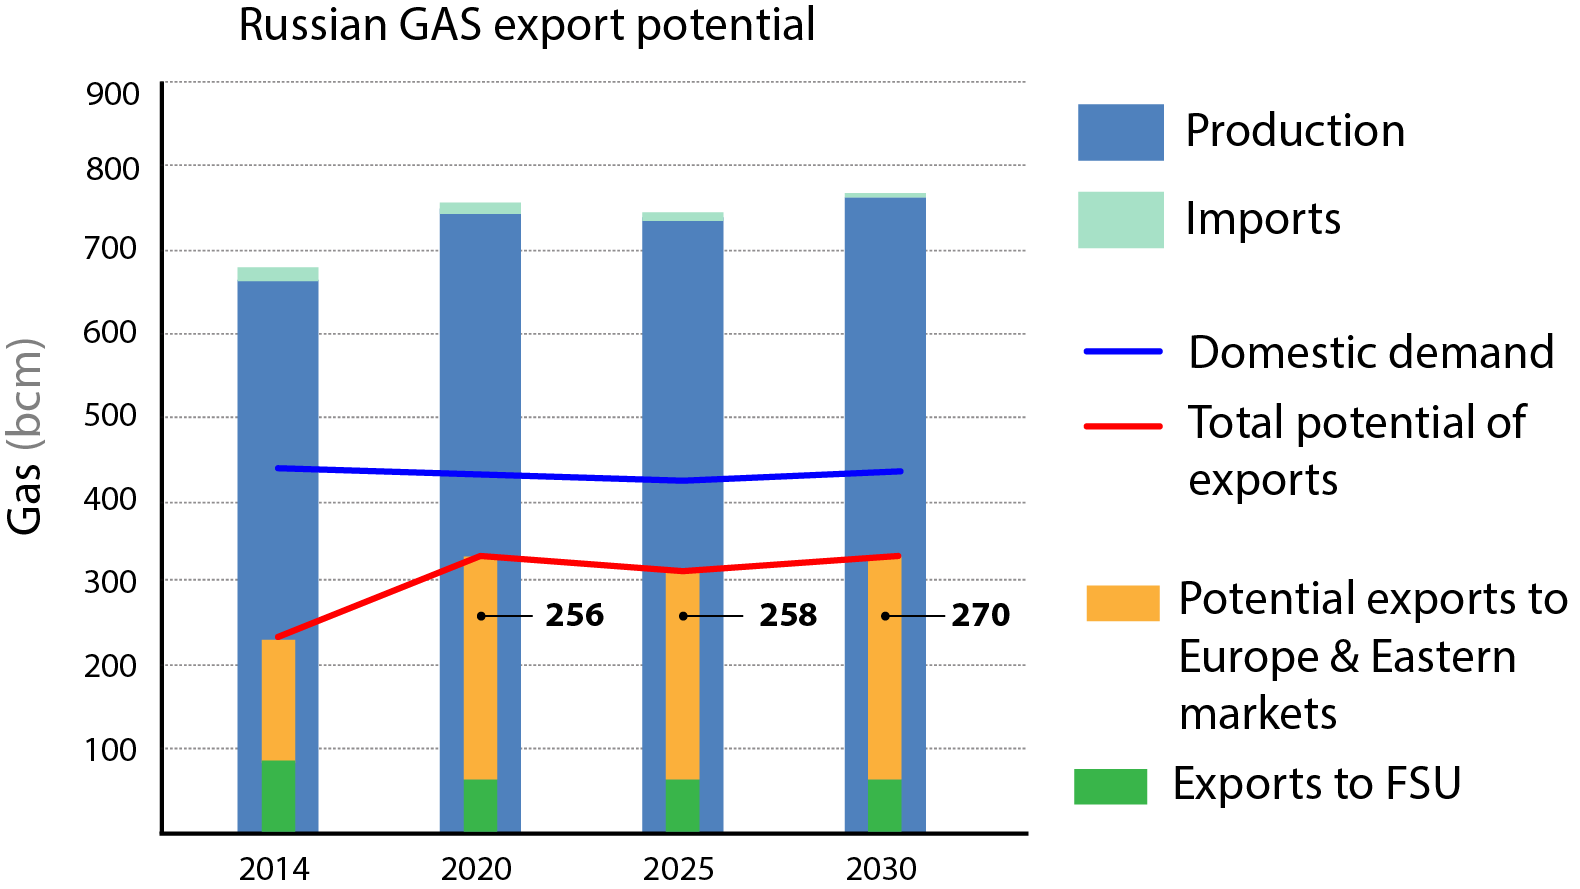 Russian GAS export potential
900
800
700
600
500
400
300
200
100
Gas (bcm)
256
258
270
2014
2020
2025
2030
Production
Imports
Domestic demand
Total potential of
exports
Potential exports to
Europe & Eastern
markets
Exports to FSU